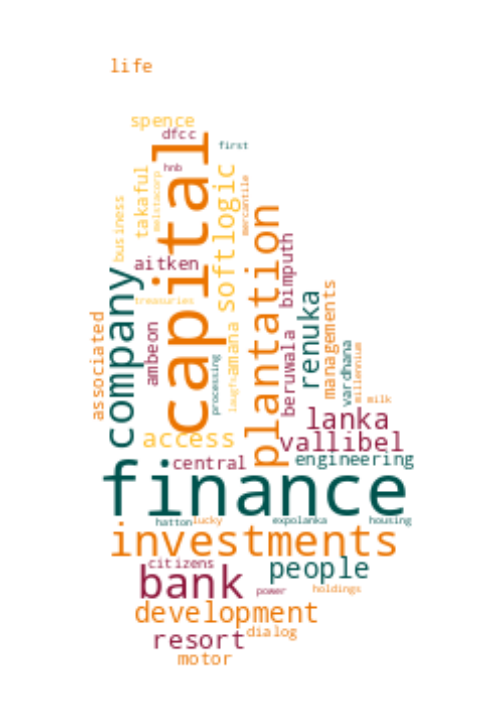 life
spence
dfcc
first
capital
hnb
takaful
melstacorp
softlogic
mercantile
business
aitken
plantation
bimputh
company
treasuries
renuka
managements
associated
ambeon
amana
beruwala
vardhana
millennium
processing
laugfs
milk
lanka
access
vallibel
central
engineering
finance
hatton
lucky
expolanka
housing
investments
citizens
people
bank
power
holdings
development
dialog
resort
motor